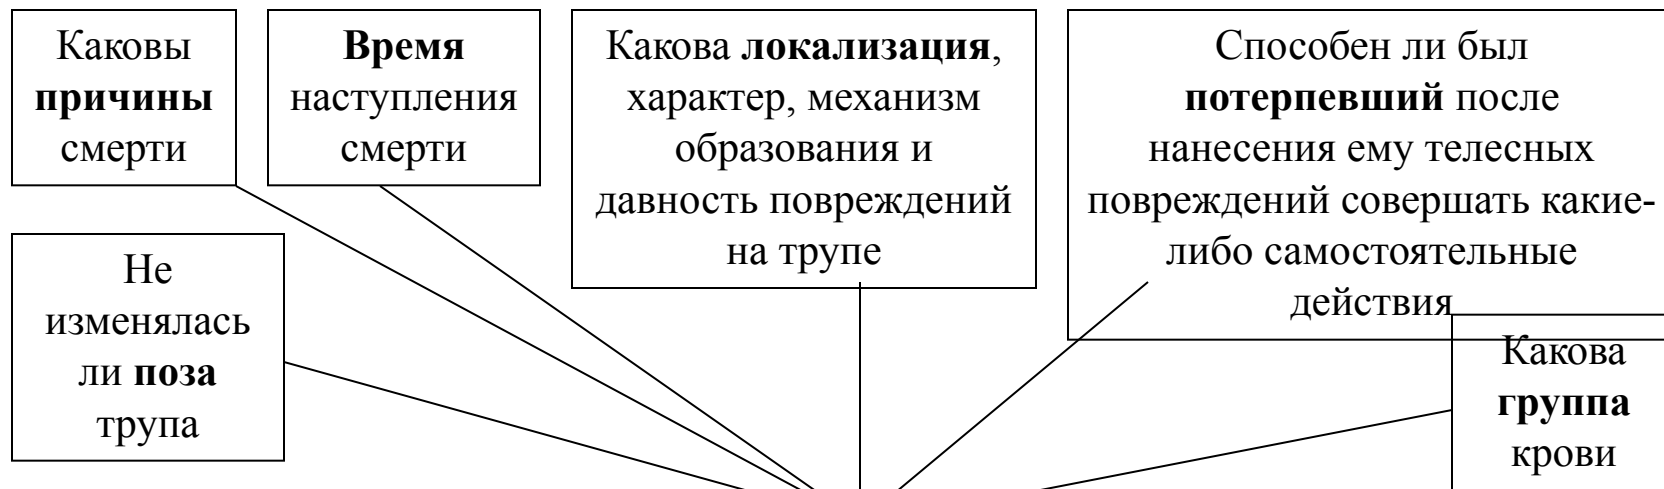 Каковы
причины
смерти
Время
наступления
смерти
Какова локализация,
характер, механизм
образования и
давность повреждений
на трупе
Способен ли был
потерпевший после
нанесения ему телесных
повреждений совершать какие-
либо самостоятельные
действия
Не
изменялась
ли поза
трупа
Какова
группа
крови